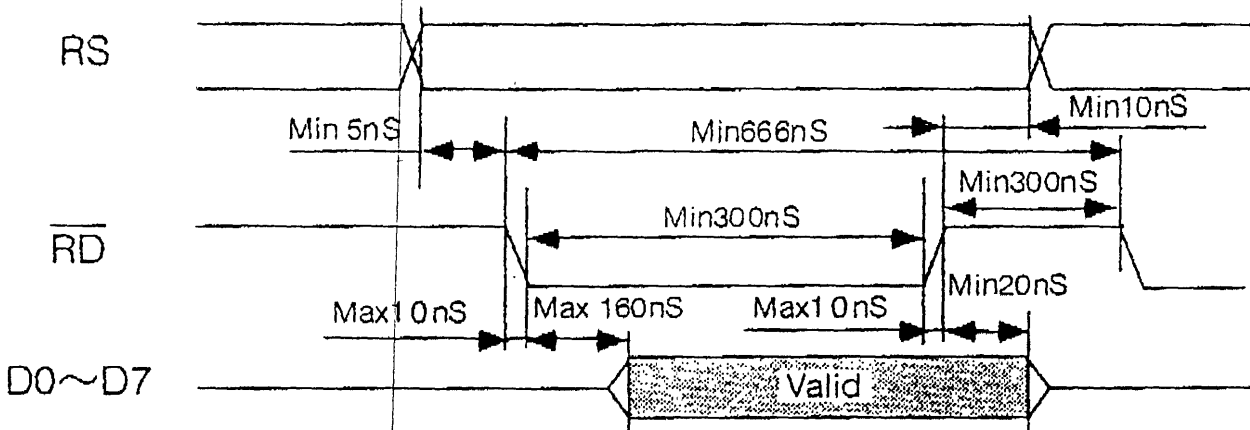 RS
Min 5nS
Min666nS
Min10nS
Min300nS
RD
Min300nS
Min20nS
Max10nS
Max 160nS
Max10nS
D0～D7
Valid